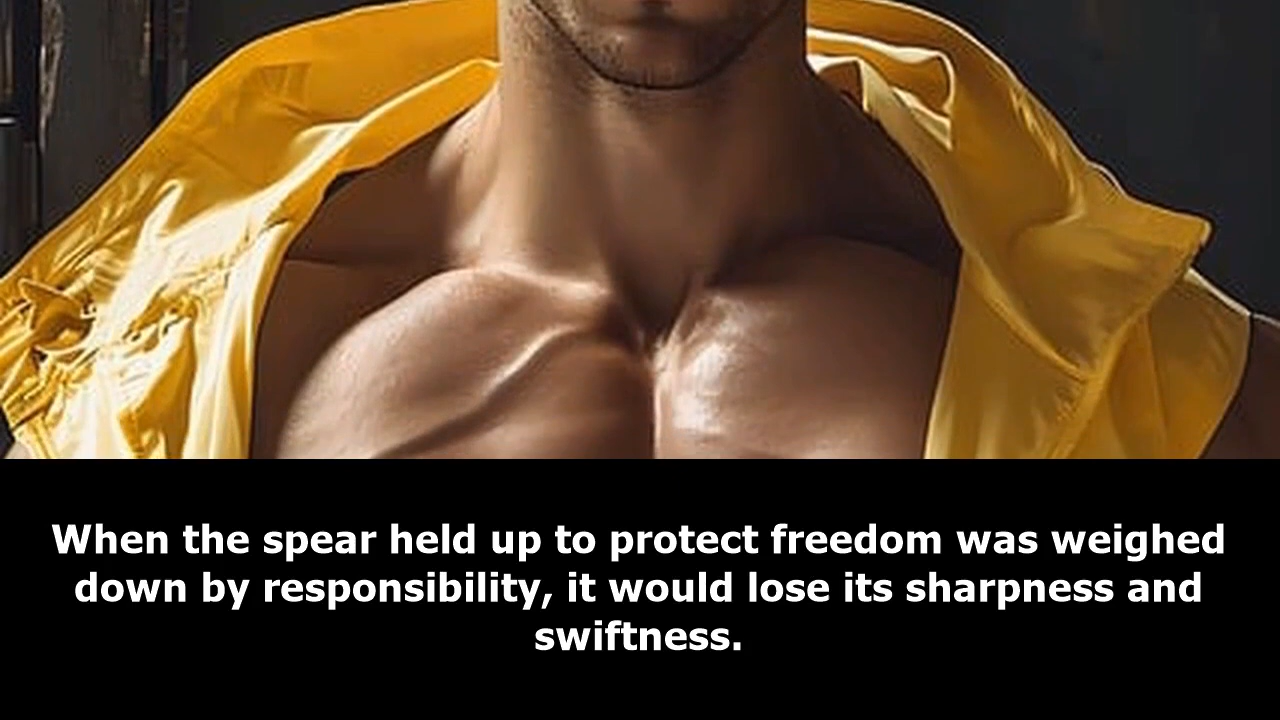 When the spear held up to protect freedom was weighed
down by responsibility, it would lose its sharpness and
swiftness.